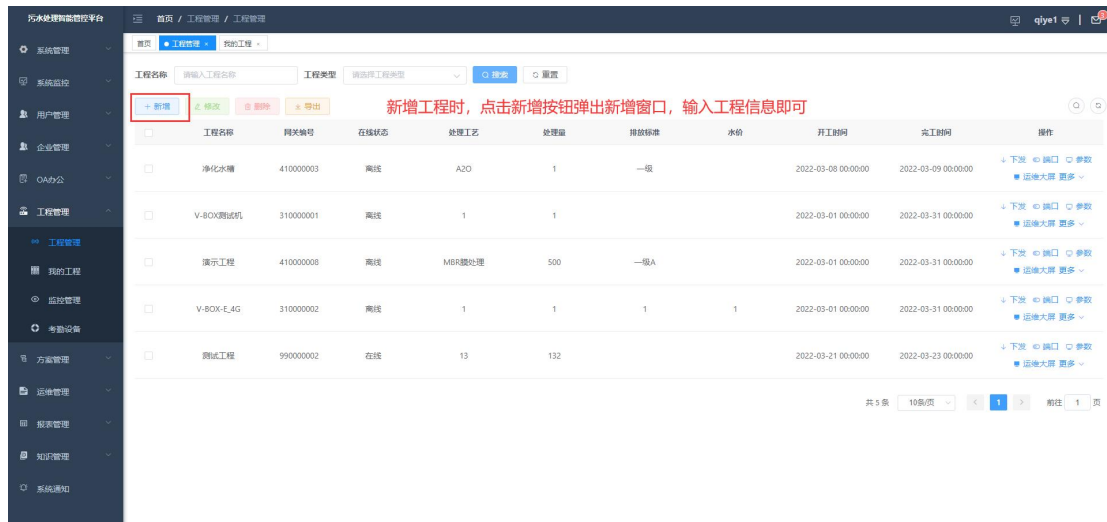 污水处理智能管控平台
首页 / 工程管理 / 工程管理
qiye1
系统管理
系统监控
用户管理
企业管理
OA办公
工程管理
工程管理
我的工程
监控管理
考勤设备
方案管理
运维管理
报表管理
知识管理
系统通知
首页 工程管理 × 我的工程 ×
工程名称 请输入工程名称 工程类型 请选择工程类型 搜索 重置
+ 新增 修改 删除 导出 新增工程时，点击新增按钮弹出新增窗口，输入工程信息即可
工程名称 网关编号 在线状态 处理工艺 处理量 排放标准 水价 开工时间 完工时间 操作
净化水槽 410000003 离线 A2O 1 一级 2022-03-08 00:00:00 2022-03-09 00:00:00 下发 端口 参数
运维大屏 更多
V-BOX测试机 310000001 离线 1 1 2022-03-01 00:00:00 2022-03-31 00:00:00 下发 端口 参数
运维大屏 更多
演示工程 410000008 离线 MBR膜处理 500 一级A 2022-03-01 00:00:00 2022-03-31 00:00:00 下发 端口 参数
运维大屏 更多
V-BOX-E_4G 310000002 离线 1 1 1 1 2022-03-01 00:00:00 2022-03-31 00:00:00 下发 端口 参数
运维大屏 更多
测试工程 990000002 在线 13 132 2022-03-21 00:00:00 2022-03-23 00:00:00 下发 端口 参数
运维大屏 更多
共 5 条 10条/页 < 1 > 前往 1 页